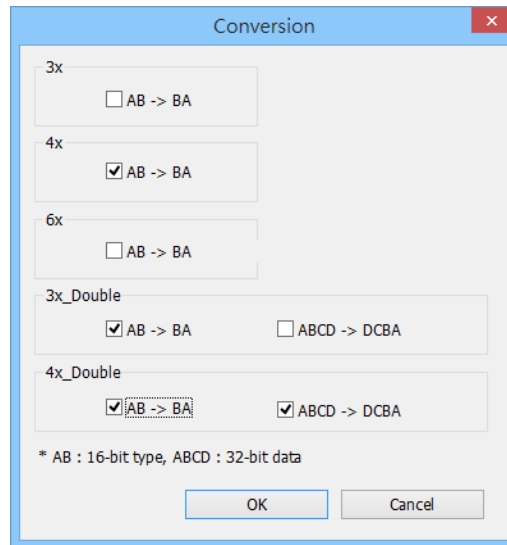 Conversion
3x
AB -> BA
4x
AB -> BA
6x
AB -> BA
3x_Double
AB -> BA ABCD -> DCBA
4x_Double
AB -> BA ABCD -> DCBA
* AB : 16-bit type, ABCD : 32-bit data
OK Cancel